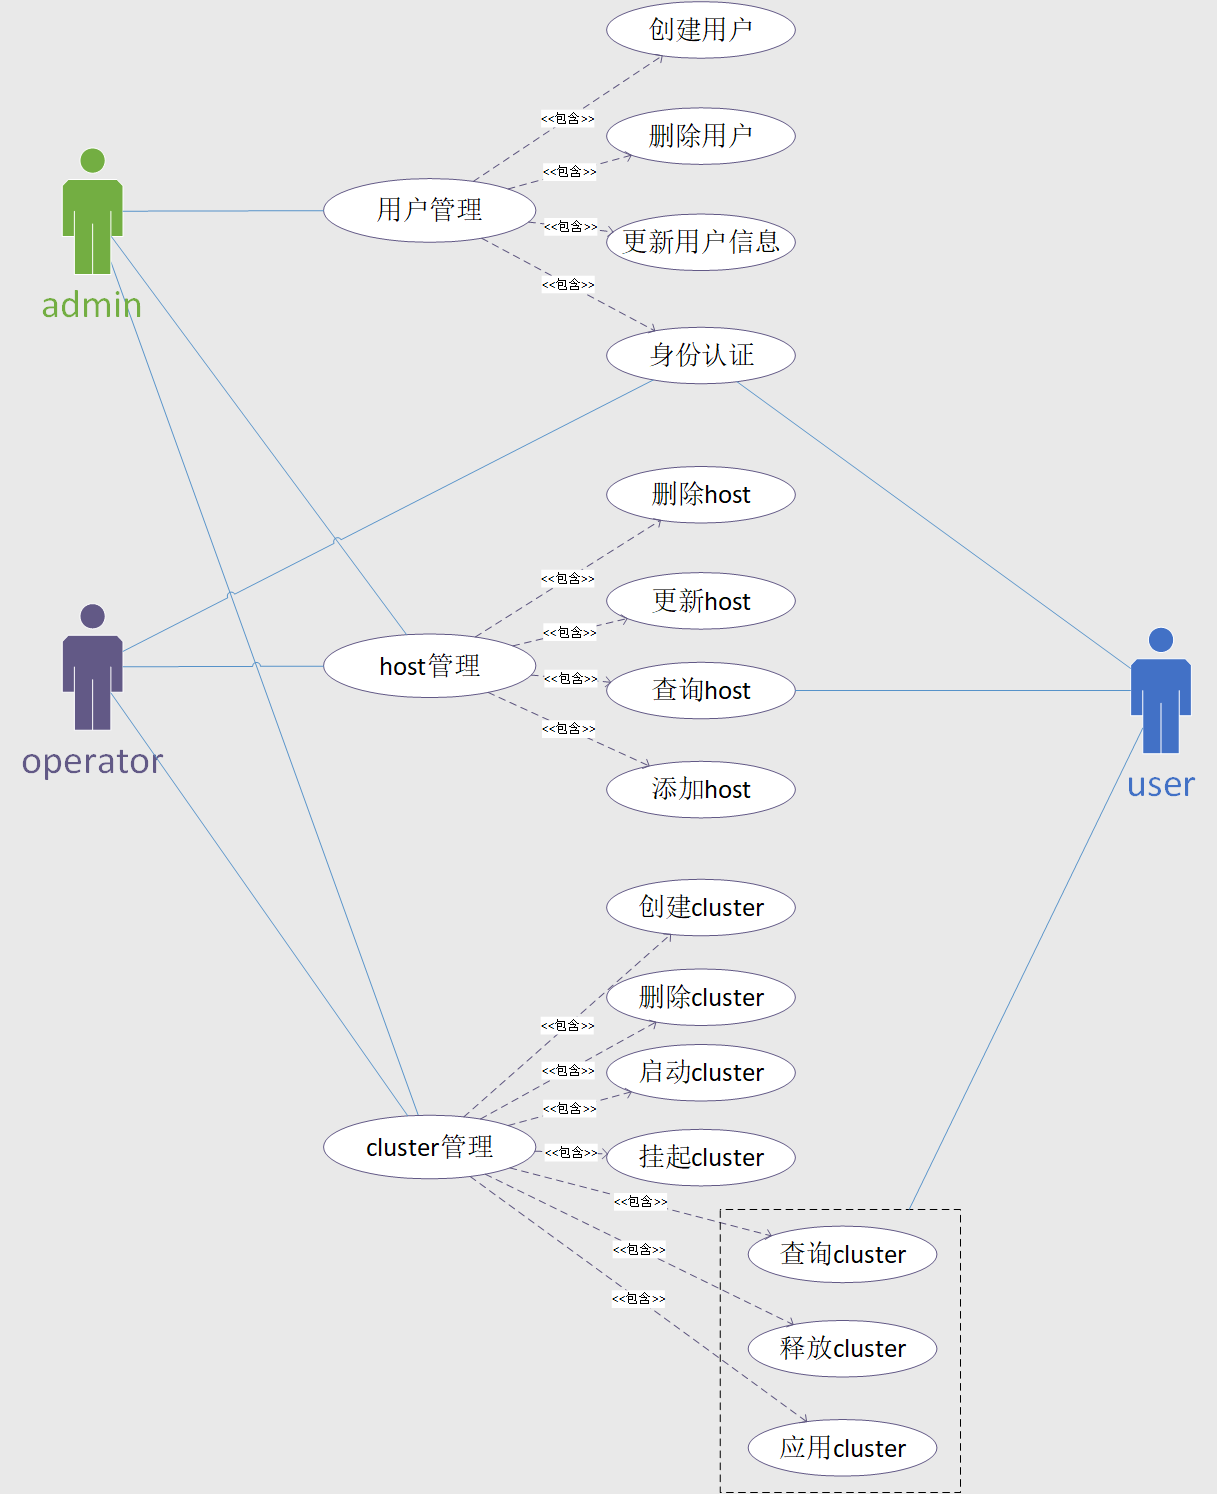 创建用户
<<包含>>
删除用户
<<包含>>
用户管理
<<包含>>
更新用户信息
<<包含>>
admin
身份认证
删除host
<<包含>>
更新host
<<包含>>
host管理
<<包含>>
查询host
<<包含>>
添加host
operator
user
创建cluster
删除cluster
<<包含>>
<<包含>>
启动cluster
<<包含>>
cluster管理
<<包含>>
挂起cluster
<<包含>>
查询cluster
<<包含>>
<<包含>>
释放cluster
应用cluster